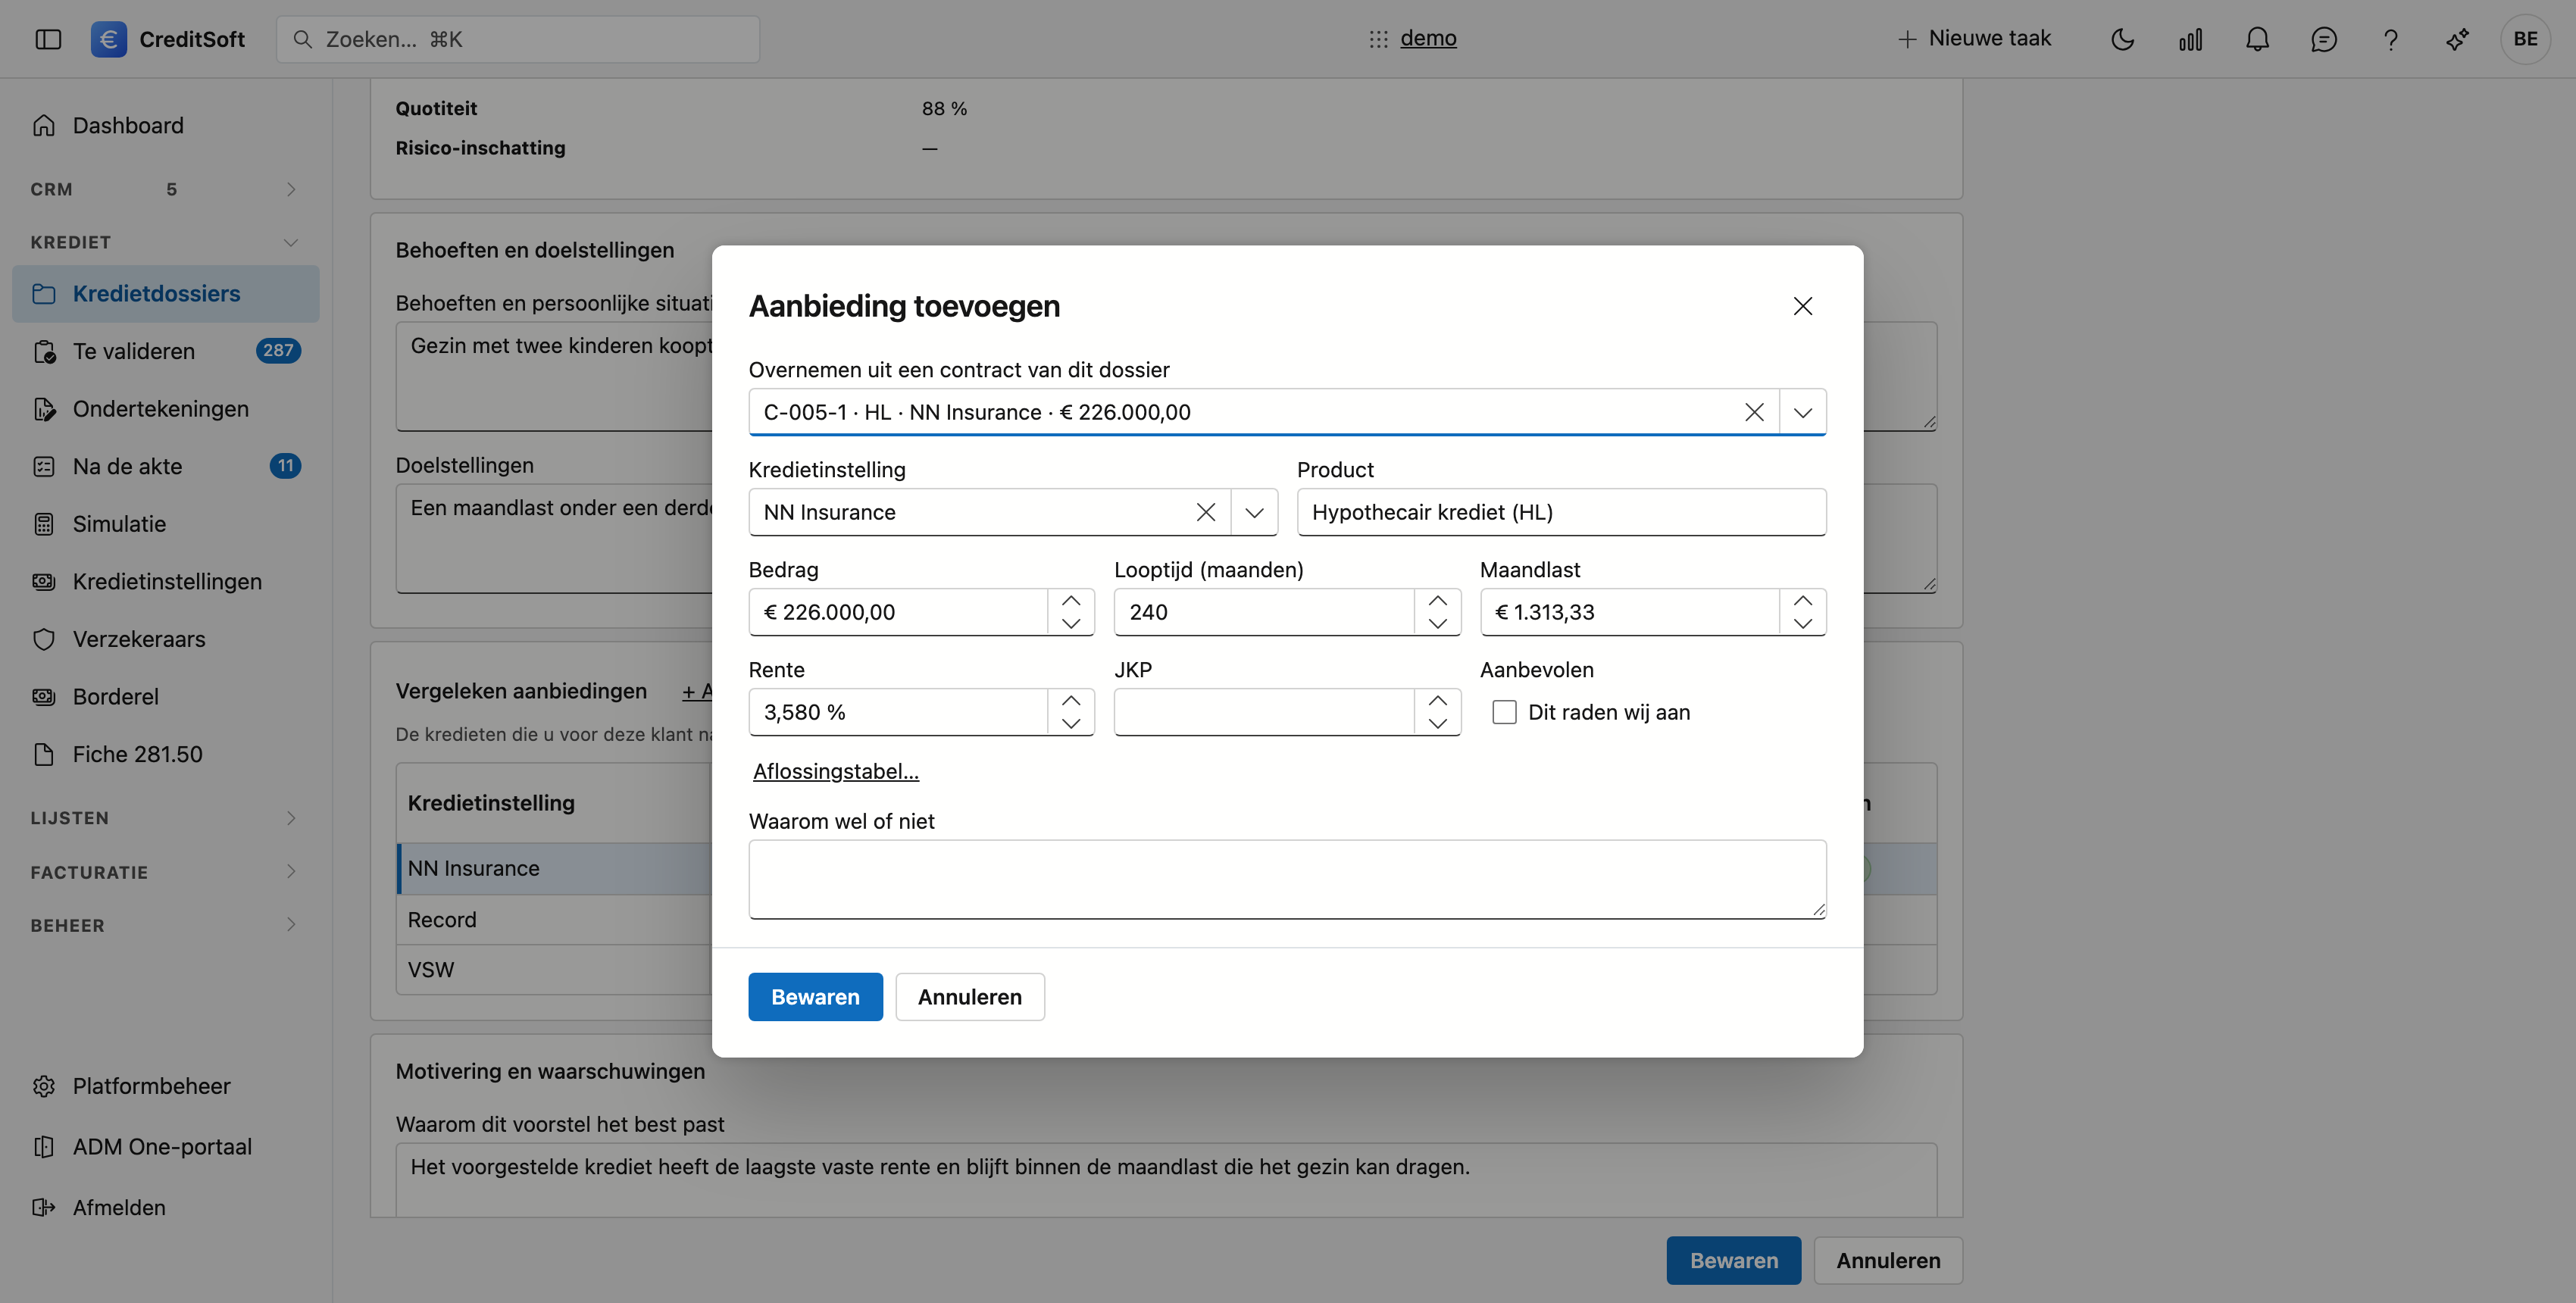 CreditSoft
Zoeken... ⌘K
demo
Nieuwe taak
BE
Dashboard
CRM 5
KREDIET
Kredietdossiers
Te valideren 287
Ondertekeningen
Na de akte 11
Simulatie
Kredietinstellingen
Verzekeraars
Borderel
Fiche 281.50
LIJSTEN
FACTURATIE
BEHEER
Platformbeheer
ADM One-portaal
Afmelden
Quotiteit 88 %
Risico-inschatting —
Behoeften en doelstellingen
Behoeften en persoonlijke situati
Gezin met twee kinderen koopt
Doelstellingen
Een maandlast onder een derd
Vergeleken aanbiedingen + A
De kredieten die u voor deze klant na
Kredietinstelling
NN Insurance
Record
VSW
Motivering en waarschuwingen
Waarom dit voorstel het best past
Het voorgestelde krediet heeft de laagste vaste rente en blijft binnen de maandlast die het gezin kan dragen.
Bewaren Annuleren
Aanbieding toevoegen
Overnemen uit een contract van dit dossier
C-005-1 · HL · NN Insurance · € 226.000,00
Kredietinstelling Product
NN Insurance Hypothecair krediet (HL)
Bedrag Looptijd (maanden) Maandlast
€ 226.000,00 240 € 1.313,33
Rente JKP Aanbevolen
3,580 % Dit raden wij aan
Aflossingstabel...
Waarom wel of niet
Bewaren Annuleren